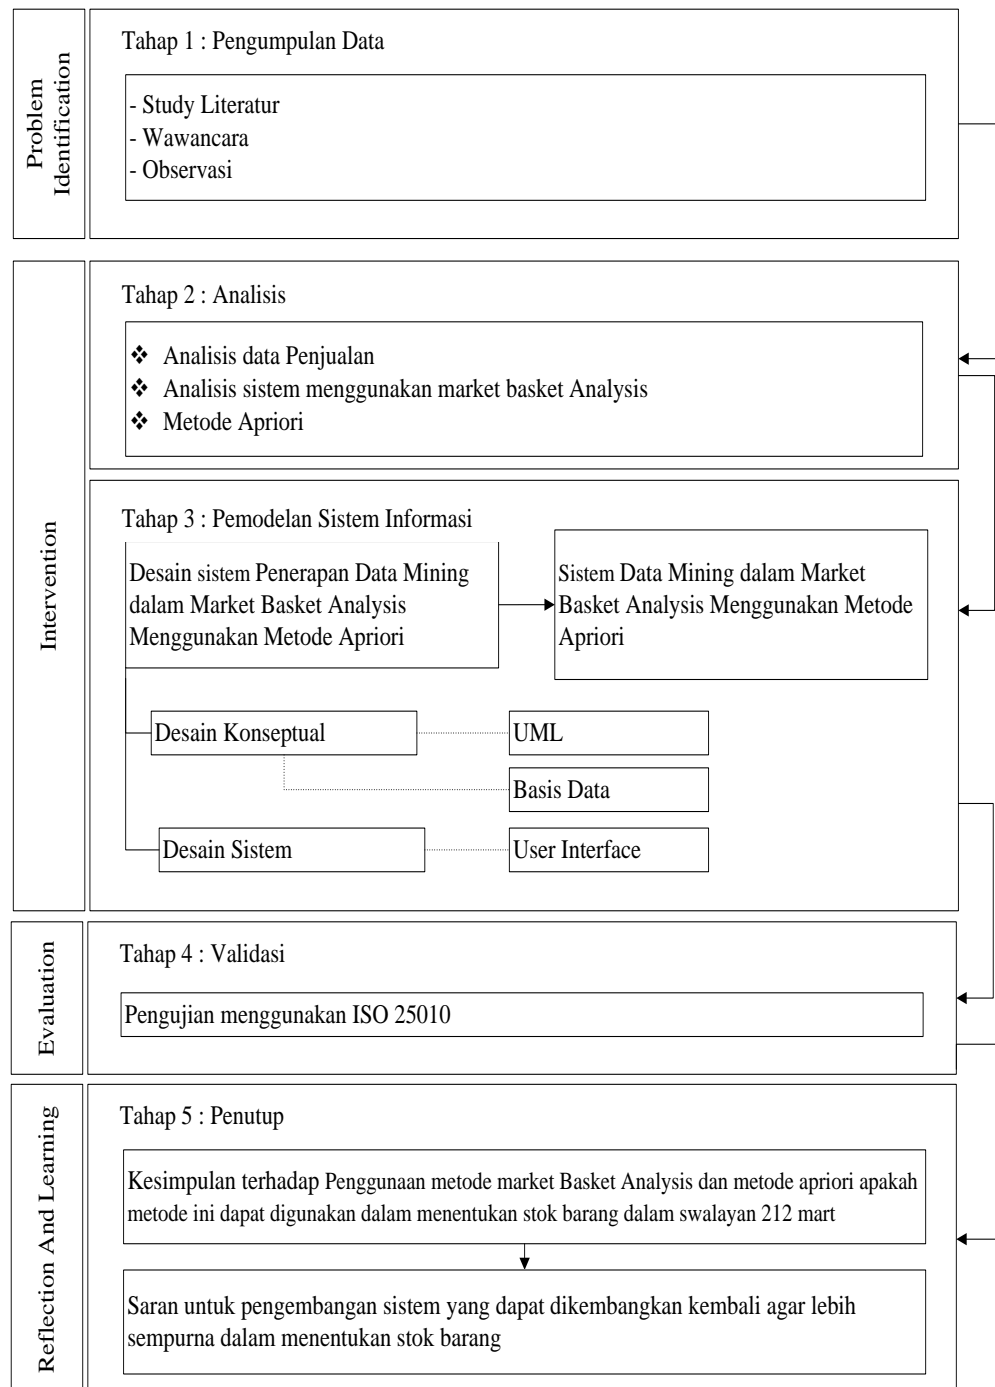 Problem
Identification
Tahap 1 : Pengumpulan Data
- Study Literatur
- Wawancara
- Observasi
Intervention
Tahap 2 : Analisis
❖ Analisis data Penjualan
❖ Analisis sistem menggunakan market basket Analysis
❖ Metode Apriori
Tahap 3 : Pemodelan Sistem Informasi
Desain sistem Penerapan Data Mining
dalam Market Basket Analysis
Menggunakan Metode Apriori
Sistem Data Mining dalam Market
Basket Analysis Menggunakan Metode
Apriori
Desain Konseptual
UML
Basis Data
Desain Sistem
User Interface
Evaluation
Tahap 4 : Validasi
Pengujian menggunakan ISO 25010
Reflection And Learning
Tahap 5 : Penutup
Kesimpulan terhadap Penggunaan metode market Basket Analysis dan metode apriori apakah
metode ini dapat digunakan dalam menentukan stok barang dalam swalayan 212 mart
Saran untuk pengembangan sistem yang dapat dikembangkan kembali agar lebih
sempurna dalam menentukan stok barang